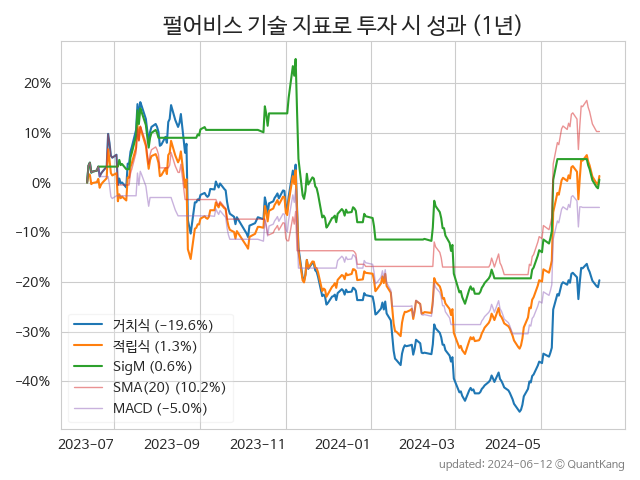 펄어비스 기술 지표로 투자 시 성과 (1년)
20%
10%
0%
−10%
−20%
−30%
−40%
거치식 (−19.6%)
적립식 (1.3%)
SigM (0.6%)
SMA(20) (10.2%)
MACD (−5.0%)
2023-07
2023-09
2023-11
2024-01
2024-03
2024-05
updated: 2024-06-12 © QuantKang